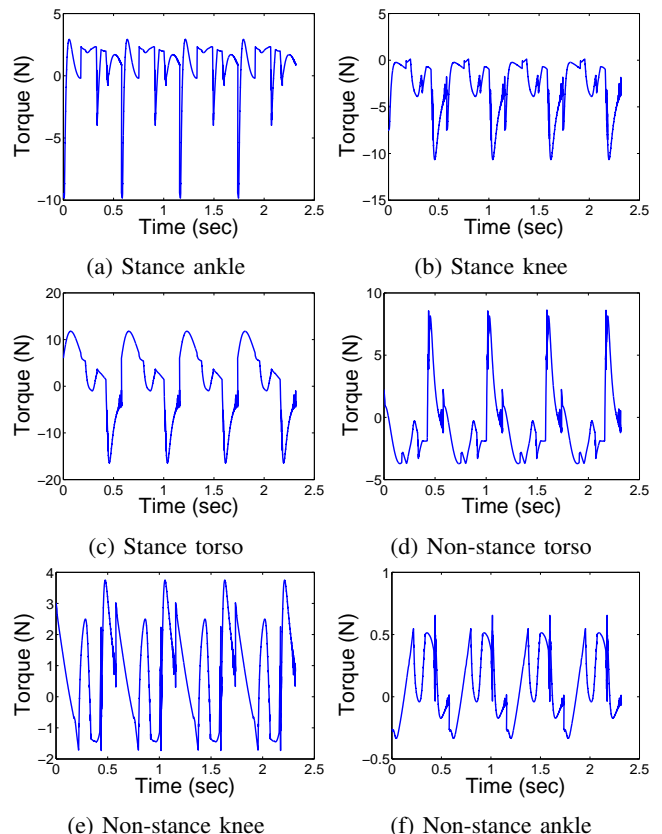 5
0
−5
−10
0 0.5 1 1.5 2 2.5
Time (sec)
Torque (N)
(a) Stance ankle
5
0
−5
−10
−15
0 0.5 1 1.5 2 2.5
Time (sec)
Torque (N)
(b) Stance knee
20
10
0
−10
−20
0 0.5 1 1.5 2 2.5
Time (sec)
Torque (N)
(c) Stance torso
10
5
0
−5
0 0.5 1 1.5 2 2.5
Time (sec)
Torque (N)
(d) Non-stance torso
4
3
2
1
0
−1
−2
0 0.5 1 1.5 2 2.5
Time (sec)
Torque (N)
(e) Non-stance knee
1
0.5
0
−0.5
0 0.5 1 1.5 2 2.5
Time (sec)
Torque (N)
(f) Non-stance ankle